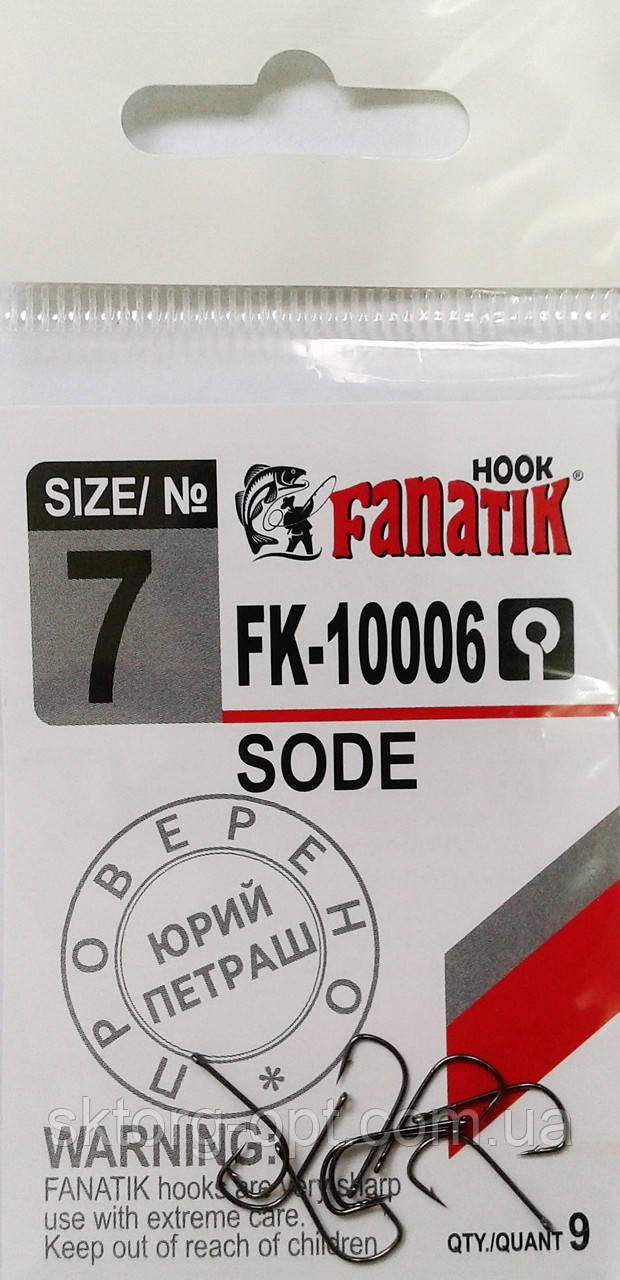 SIZE/ №
7
HOOK
Fanatik®
FK-10006
SODE
ПРОВЕРЕНО *
ЮРИЙ
ПЕТРАШ
sktorg-opt.com.ua
WARNING:
FANATIK hooks are very sharp
use with extreme care.
Keep out of reach of children
QTY./QUANT 9